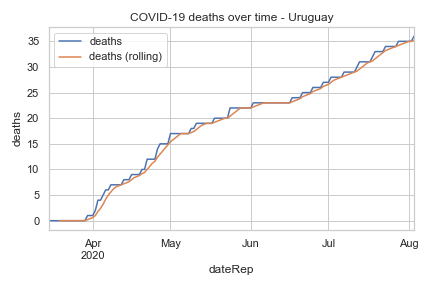 COVID-19 deaths over time - Uruguay
deaths
deaths (rolling)
35
30
25
20
15
10
5
0
deaths
Apr
2020
May
Jun
Jul
Aug
dateRep